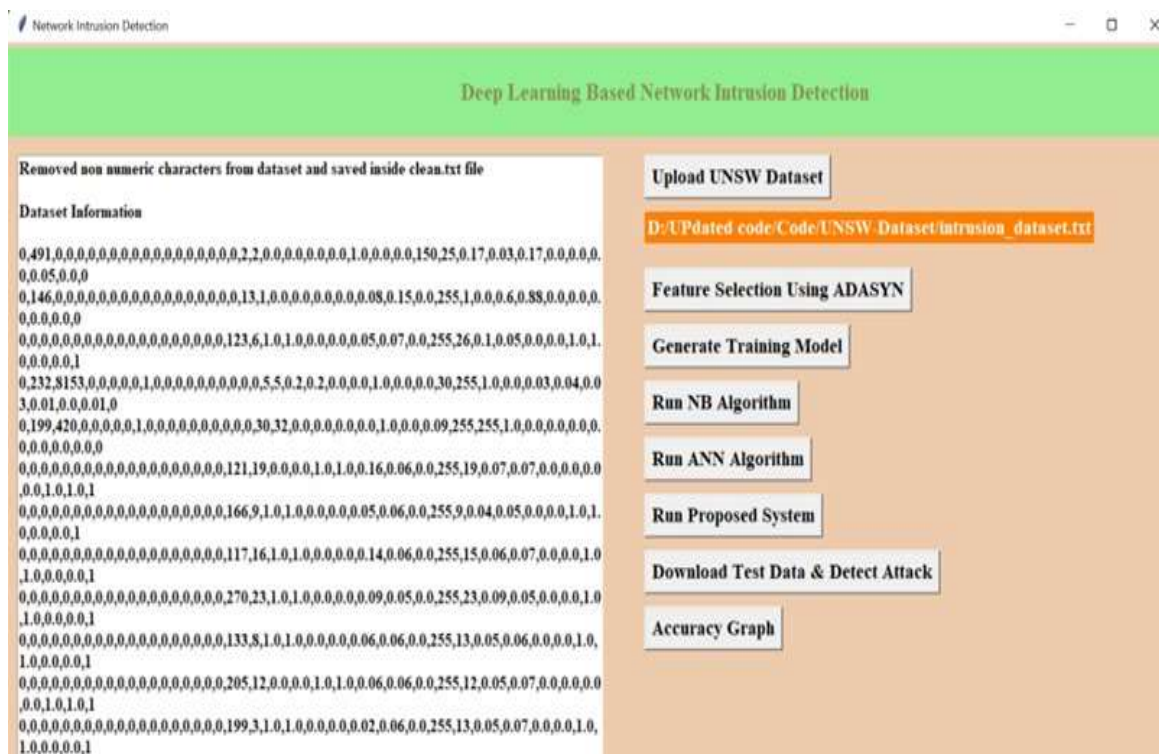 Network Intrusion Detection
Deep Learning Based Network Intrusion Detection
Removed non numeric characters from dataset and saved inside clean.txt file
Dataset Information
0,491,0,0,0,0,0,0,0,0,0,0,0,0,0,0,0,0,0,2,2,0.0,0.0,0.0,0.0,1.0,0.0,0.0,150,25,0.17,0.03,0.17,0.0,0.0,0.
0,0.05,0.0,0
0,146,0,0,0,0,0,0,0,0,0,0,0,0,0,0,0,0,0,13,1,0.0,0.0,0.0,0.0,0.08,0.15,0.0,255,1,0.0,0.6,0.88,0.0,0.0,0.
0,0.0,0.0,0
0,0,0,0,0,0,0,0,0,0,0,0,0,0,0,0,0,0,0,123,6,1.0,1.0,0.0,0.0,0.05,0.07,0.0,255,26,0.1,0.05,0.0,0.0,1.0,1.
0,0.0,0.0,1
0,232,8153,0,0,0,0,0,1,0,0,0,0,0,0,0,0,0,0,5,5,0.2,0.2,0.0,0.0,1.0,0.0,0.0,30,255,1.0,0.0,0.03,0.04,0.0
3,0.01,0.0,0.01,0
0,199,420,0,0,0,0,0,1,0,0,0,0,0,0,0,0,0,0,30,32,0.0,0.0,0.0,0.0,1.0,0.0,0.09,255,255,1.0,0.0,0.0,0.0,0.
0,0.0,0.0,0.0,0
0,0,0,0,0,0,0,0,0,0,0,0,0,0,0,0,0,0,0,121,19,0.0,0.0,1.0,1.0,0.16,0.06,0.0,255,19,0.07,0.07,0.0,0.0,0.0
,0.0,1.0,1.0,1
0,0,0,0,0,0,0,0,0,0,0,0,0,0,0,0,0,0,0,166,9,1.0,1.0,0.0,0.0,0.05,0.06,0.0,255,9,0.04,0.05,0.0,0.0,1.0,1.
0,0.0,0.0,1
0,0,0,0,0,0,0,0,0,0,0,0,0,0,0,0,0,0,0,117,16,1.0,1.0,0.0,0.0,0.14,0.06,0.0,255,15,0.06,0.07,0.0,0.0,1.0
,1.0,0.0,0.0,1
0,0,0,0,0,0,0,0,0,0,0,0,0,0,0,0,0,0,0,270,23,1.0,1.0,0.0,0.0,0.09,0.05,0.0,255,23,0.09,0.05,0.0,0.0,1.0
,1.0,0.0,0.0,1
0,0,0,0,0,0,0,0,0,0,0,0,0,0,0,0,0,0,0,133,8,1.0,1.0,0.0,0.0,0.06,0.06,0.0,255,13,0.05,0.06,0.0,0.0,1.0,
1.0,0.0,0.0,1
0,0,0,0,0,0,0,0,0,0,0,0,0,0,0,0,0,0,0,205,12,0.0,0.0,1.0,1.0,0.06,0.06,0.0,255,12,0.05,0.07,0.0,0.0,0.0
,0.0,1.0,1.0,1
0,0,0,0,0,0,0,0,0,0,0,0,0,0,0,0,0,0,0,199,3,1.0,1.0,0.0,0.0,0.02,0.06,0.0,255,13,0.05,0.07,0.0,0.0,1.0,
1.0,0.0,0.0,1
Upload UNSW Dataset
D:/UPdated code/Code/UNSW-Dataset/intrusion_dataset.txt
Feature Selection Using ADASYN
Generate Training Model
Run NB Algorithm
Run ANN Algorithm
Run Proposed System
Download Test Data & Detect Attack
Accuracy Graph